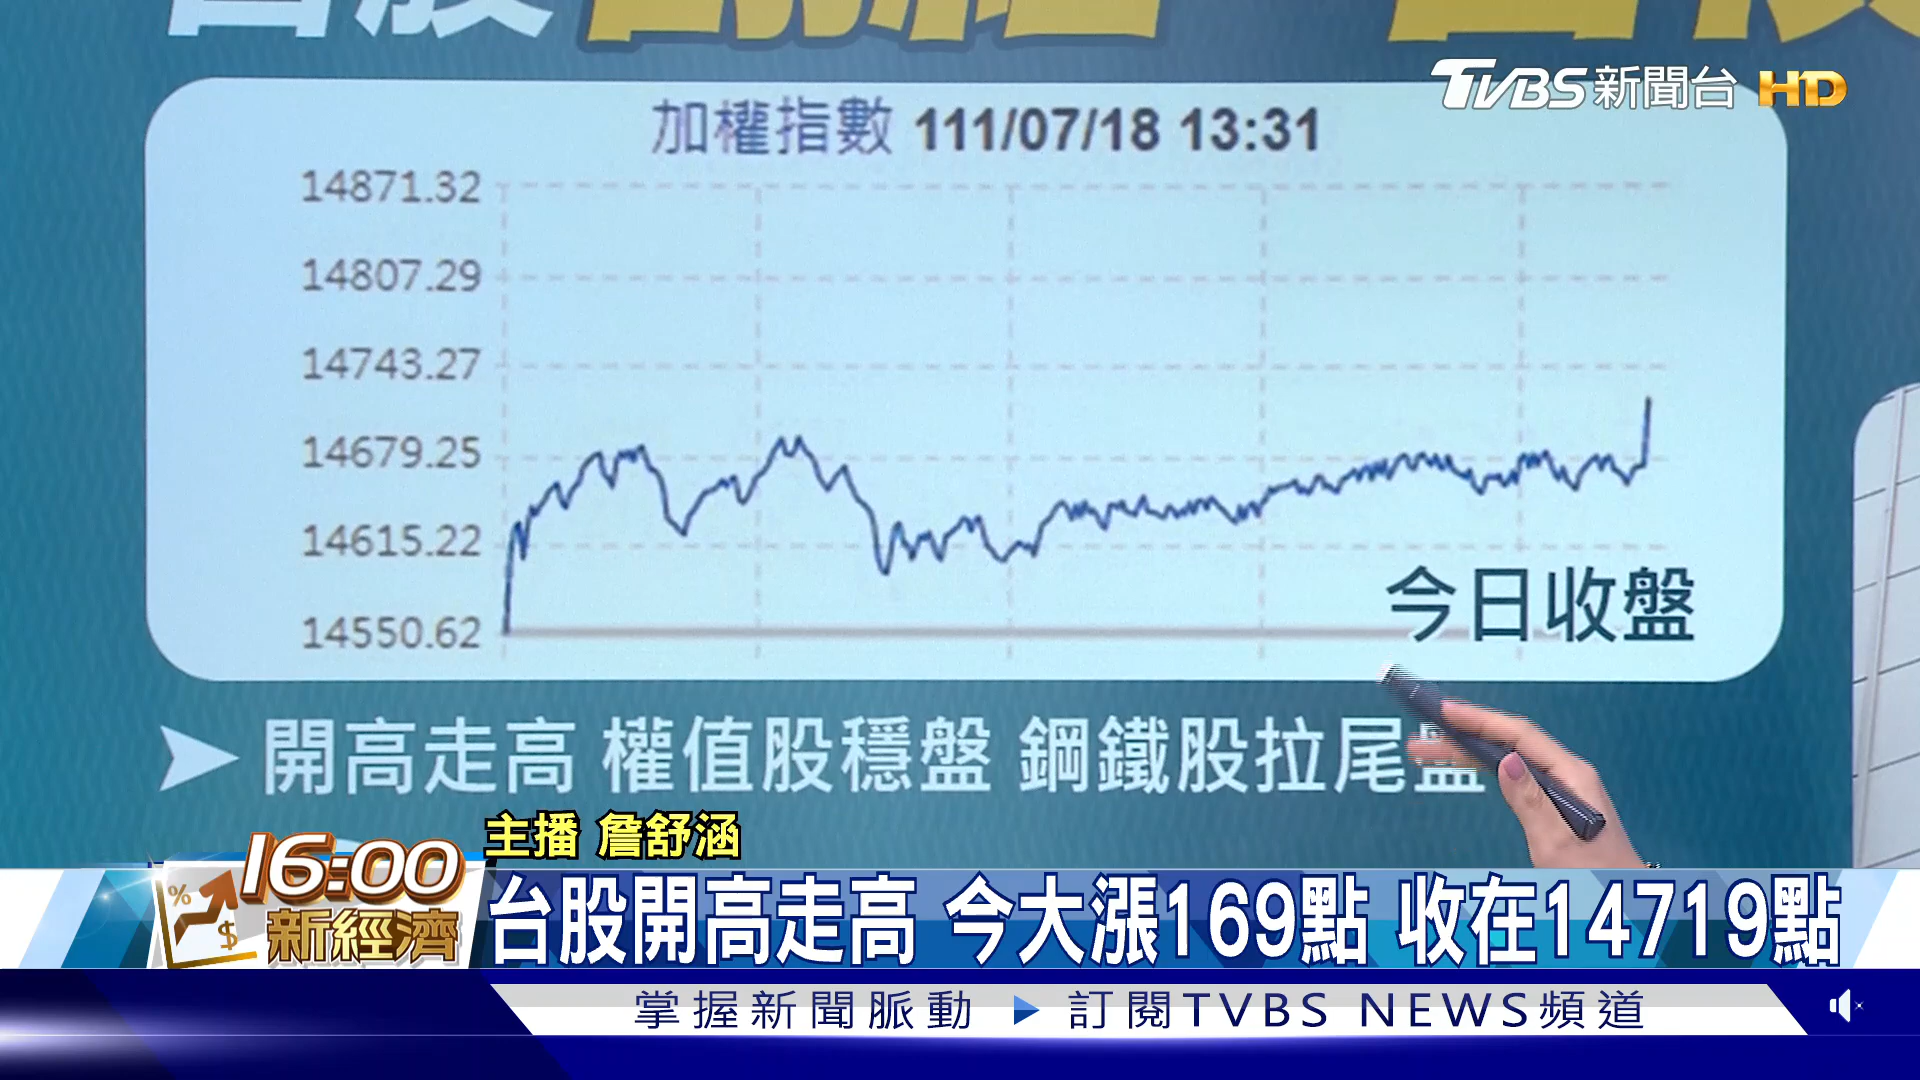 TVBS新聞台 HD
加權指數 111/07/18 13:31
14871.32
14807.29
14743.27
14679.25
14615.22
14550.62
今日收盤
開高走高 權值股穩盤 鋼鐵股拉尾盤
主播 詹舒涵
16:00
新經濟
% $
台股開高走高 今大漲169點 收在14719點
掌握新聞脈動 ▶ 訂閱TVBS NEWS頻道